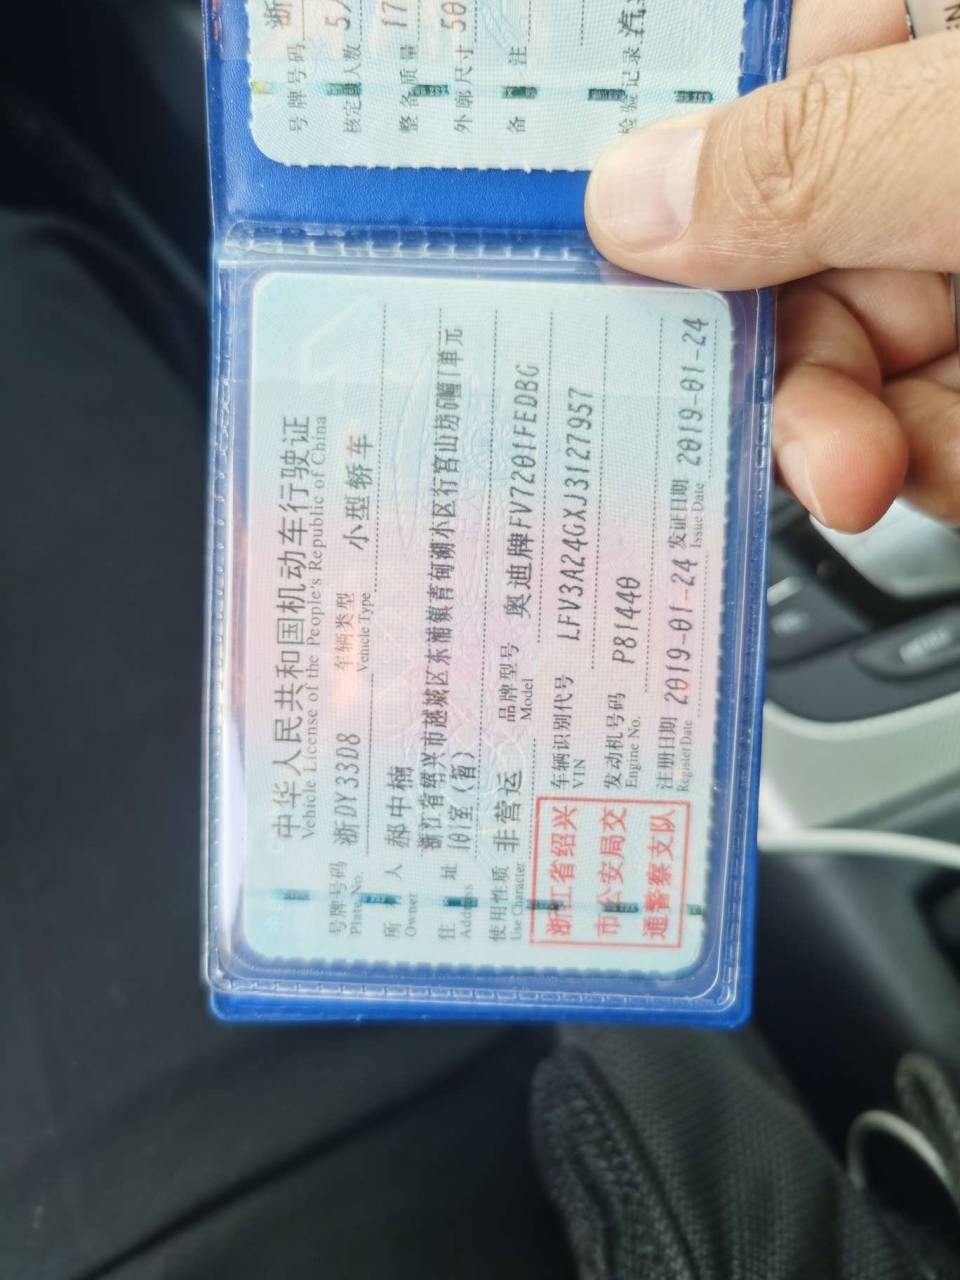 中华人民共和国机动车行驶证
Vehicle License of the People's Republic of China
号牌号码 浙DY33D8 车辆类型 小型轿车
Plate No. Vehicle Type
所有人 郝中楠
Owner
住址 浙江省绍兴市越城区东浦镇青甸湖小区行宫山坊6幢1单元
Address 101室(暂)
使用性质 非营运 品牌型号 奥迪牌FV7201FEDBG
Use Character Model
浙江省绍兴
市公安局交
通警察支队
车辆识别代号 LFV3A24GXJ3127957
VIN
发动机号码 P81440
Engine No.
注册日期 2019-01-24 发证日期 2019-01-24
Register Date Issue Date
号牌号码 浙
核定载人数 5人
整备质量 17
外廓尺寸 50
备注
检验记录